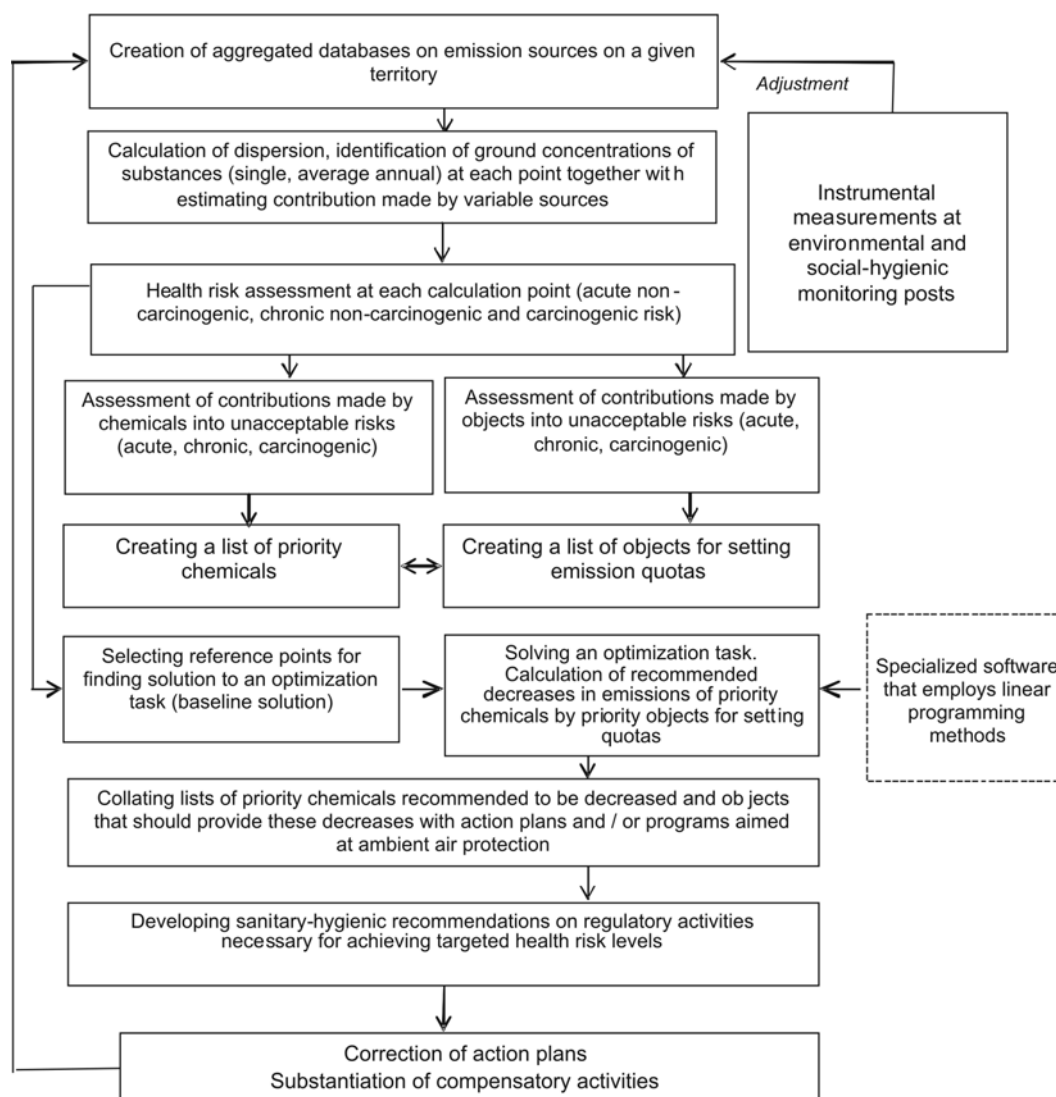 Creation of aggregated databases on emission sources on a given
territory
Adjustment
Calculation of dispersion, identification of ground concentrations of
substances (single, average annual) at each point together with
estimating contribution made by variable sources
Instrumental
measurements at
environmental and
social-hygienic
monitoring posts
Health risk assessment at each calculation point (acute non-
carcinogenic, chronic non-carcinogenic and carcinogenic risk)
Assessment of contributions made by
chemicals into unacceptable risks
(acute, chronic, carcinogenic)
Assessment of contributions made by
objects into unacceptable risks (acute,
chronic, carcinogenic)
Creating a list of priority
chemicals
Creating a list of objects for setting
emission quotas
Selecting reference points for
finding solution to an optimization
task (baseline solution)
Solving an optimization task.
Calculation of recommended
decreases in emissions of priority
chemicals by priority objects for setting
quotas
Specialized software
that employs linear
programming
methods
Collating lists of priority chemicals recommended to be decreased and objects
that should provide these decreases with action plans and / or programs aimed
at ambient air protection
Developing sanitary-hygienic recommendations on regulatory activities
necessary for achieving targeted health risk levels
Correction of action plans
Substantiation of compensatory activities